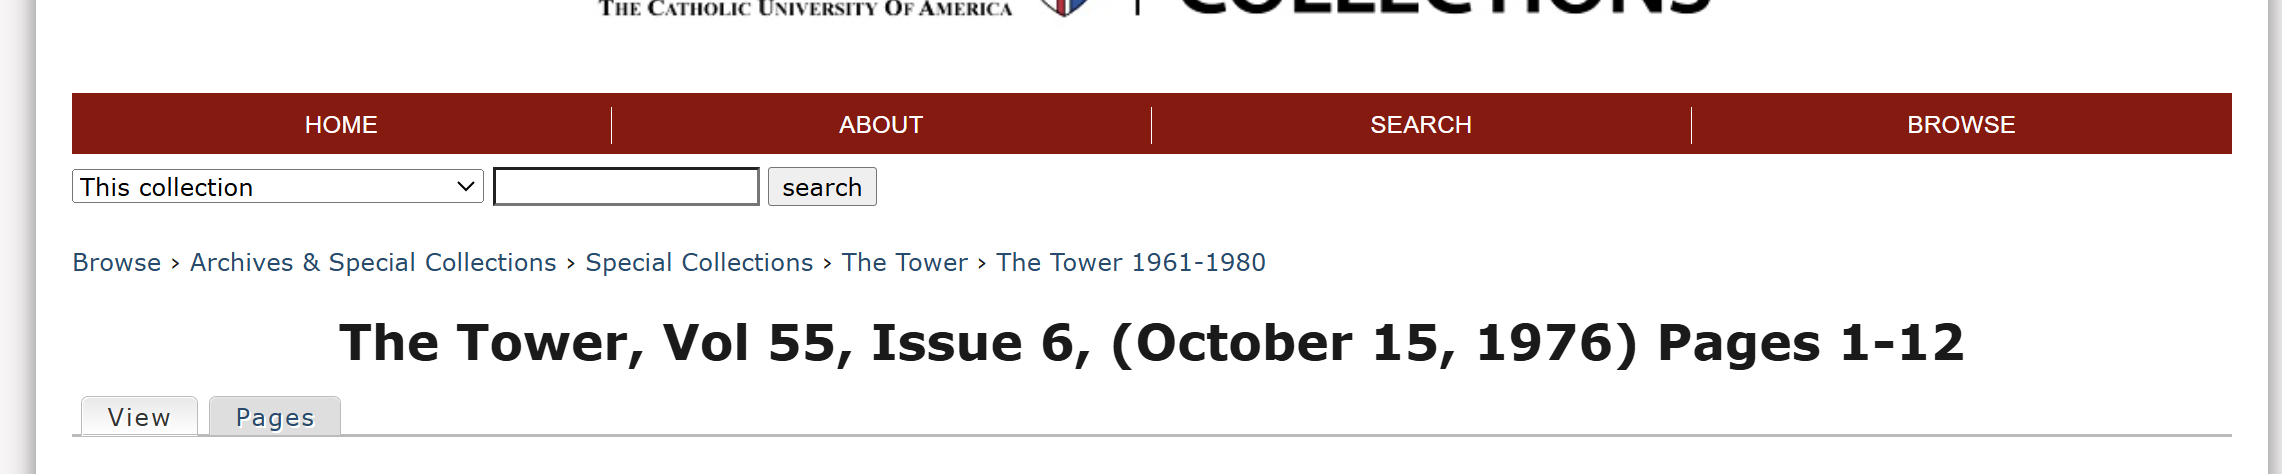 THE CATHOLIC UNIVERSITY OF AMERICA | COLLECTIONS
HOME ABOUT SEARCH BROWSE
This collection search
Browse › Archives & Special Collections › Special Collections › The Tower › The Tower 1961-1980
The Tower, Vol 55, Issue 6, (October 15, 1976) Pages 1-12
View Pages